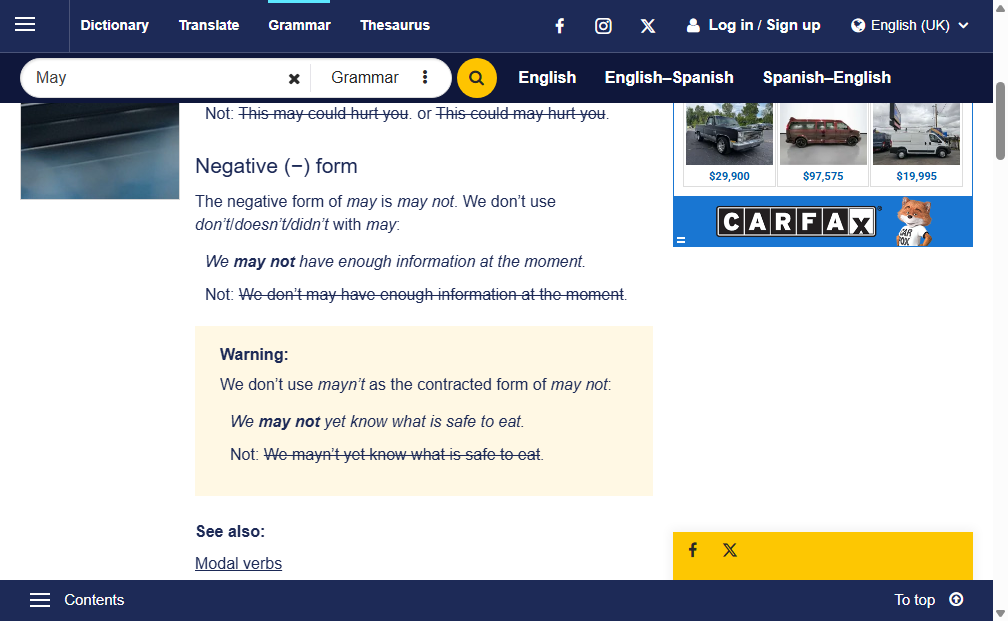 Dictionary Translate Grammar Thesaurus Log in / Sign up English (UK)
May Grammar English English–Spanish Spanish–English
Not: This may could hurt you. or This could may hurt you.
Negative (−) form
The negative form of may is may not. We don’t use
don’t/doesn’t/didn’t with may:
We may not have enough information at the moment.
Not: We don’t may have enough information at the moment.
Warning:
We don’t use mayn’t as the contracted form of may not:
We may not yet know what is safe to eat.
Not: We mayn’t yet know what is safe to eat.
See also:
Modal verbs
$29,900 $97,575 $19,995
CARFAX
CAR
FOX
Contents To top